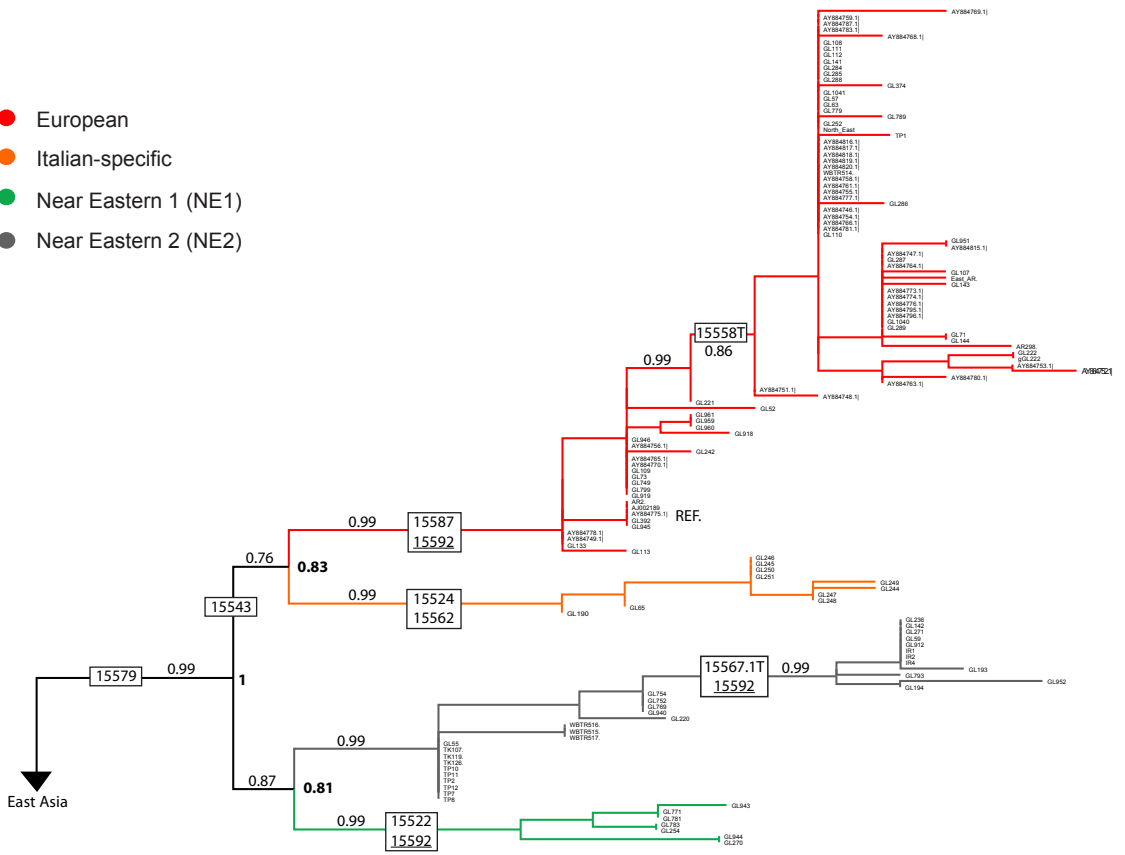 European
Italian-specific
Near Eastern 1 (NE1)
Near Eastern 2 (NE2)
AY884769.1|
AY884759.1|
AY884787.1|
AY884783.1|
AY884768.1|
GL108
GL111
GL112
GL141
GL284
GL285
GL288
GL374
GL1041
GL57
GL63
GL779
GL789
GL252
North_East
TP1
AY884816.1|
AY884817.1|
AY884818.1|
AY884819.1|
AY884820.1|
WBTR514.
AY884758.1|
AY884761.1|
AY884755.1|
AY884777.1|
GL286
AY884746.1|
AY884754.1|
AY884766.1|
AY884781.1|
GL110
GL951
AY884815.1|
AY884747.1|
GL287
AY884764.1|
GL107
East_AR.
GL143
AY884773.1|
AY884774.1|
AY884776.1|
AY884795.1|
AY884796.1|
GL1040
GL289
GL71
GL144
AR298.
GL222
gGL222
AY884753.1|
AY884780.1|
AY884763.1|
15558T
0.86
0.99
AY884751.1|
AY884748.1|
GL221
GL52
GL961
GL959
GL960
GL918
GL946
AY884756.1|
GL242
AY884765.1|
AY884770.1|
GL109
GL73
GL749
GL799
GL919
AR2.
AJ002189
AY884775.1|
GL392
GL945
REF.
AY884778.1|
AY884749.1|
GL133
GL113
0.99
15587
15592
0.76
0.83
0.99
15524
15562
GL246
GL245
GL250
GL251
GL249
GL244
GL247
GL248
GL190
GL65
15543
15579
0.99
1
GL236
GL142
GL271
GL59
GL912
IR1
IR2
IR4
GL193
GL793
GL952
GL194
15567.1T
15592
0.99
GL754
GL752
GL769
GL940
GL220
WBTR516.
WBTR515.
WBTR517.
0.99
GL55
TK107.
TK119.
TK126.
TP10
TP11
TP2
TP12
TP7
TP8
0.87
0.81
0.99
15522
15592
GL943
GL771
GL781
GL783
GL254
GL944
GL270
East Asia